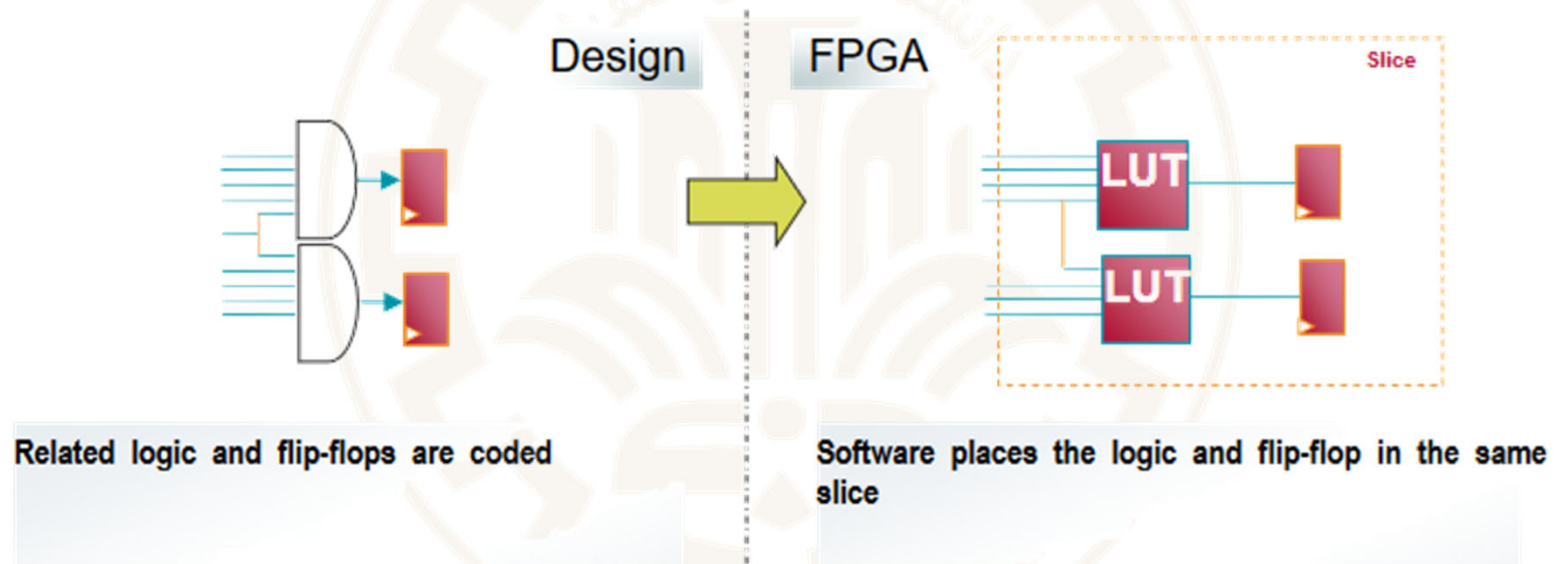 Design
FPGA
Slice
LUT
LUT
Related logic and flip-flops are coded
Software places the logic and flip-flop in the same
slice